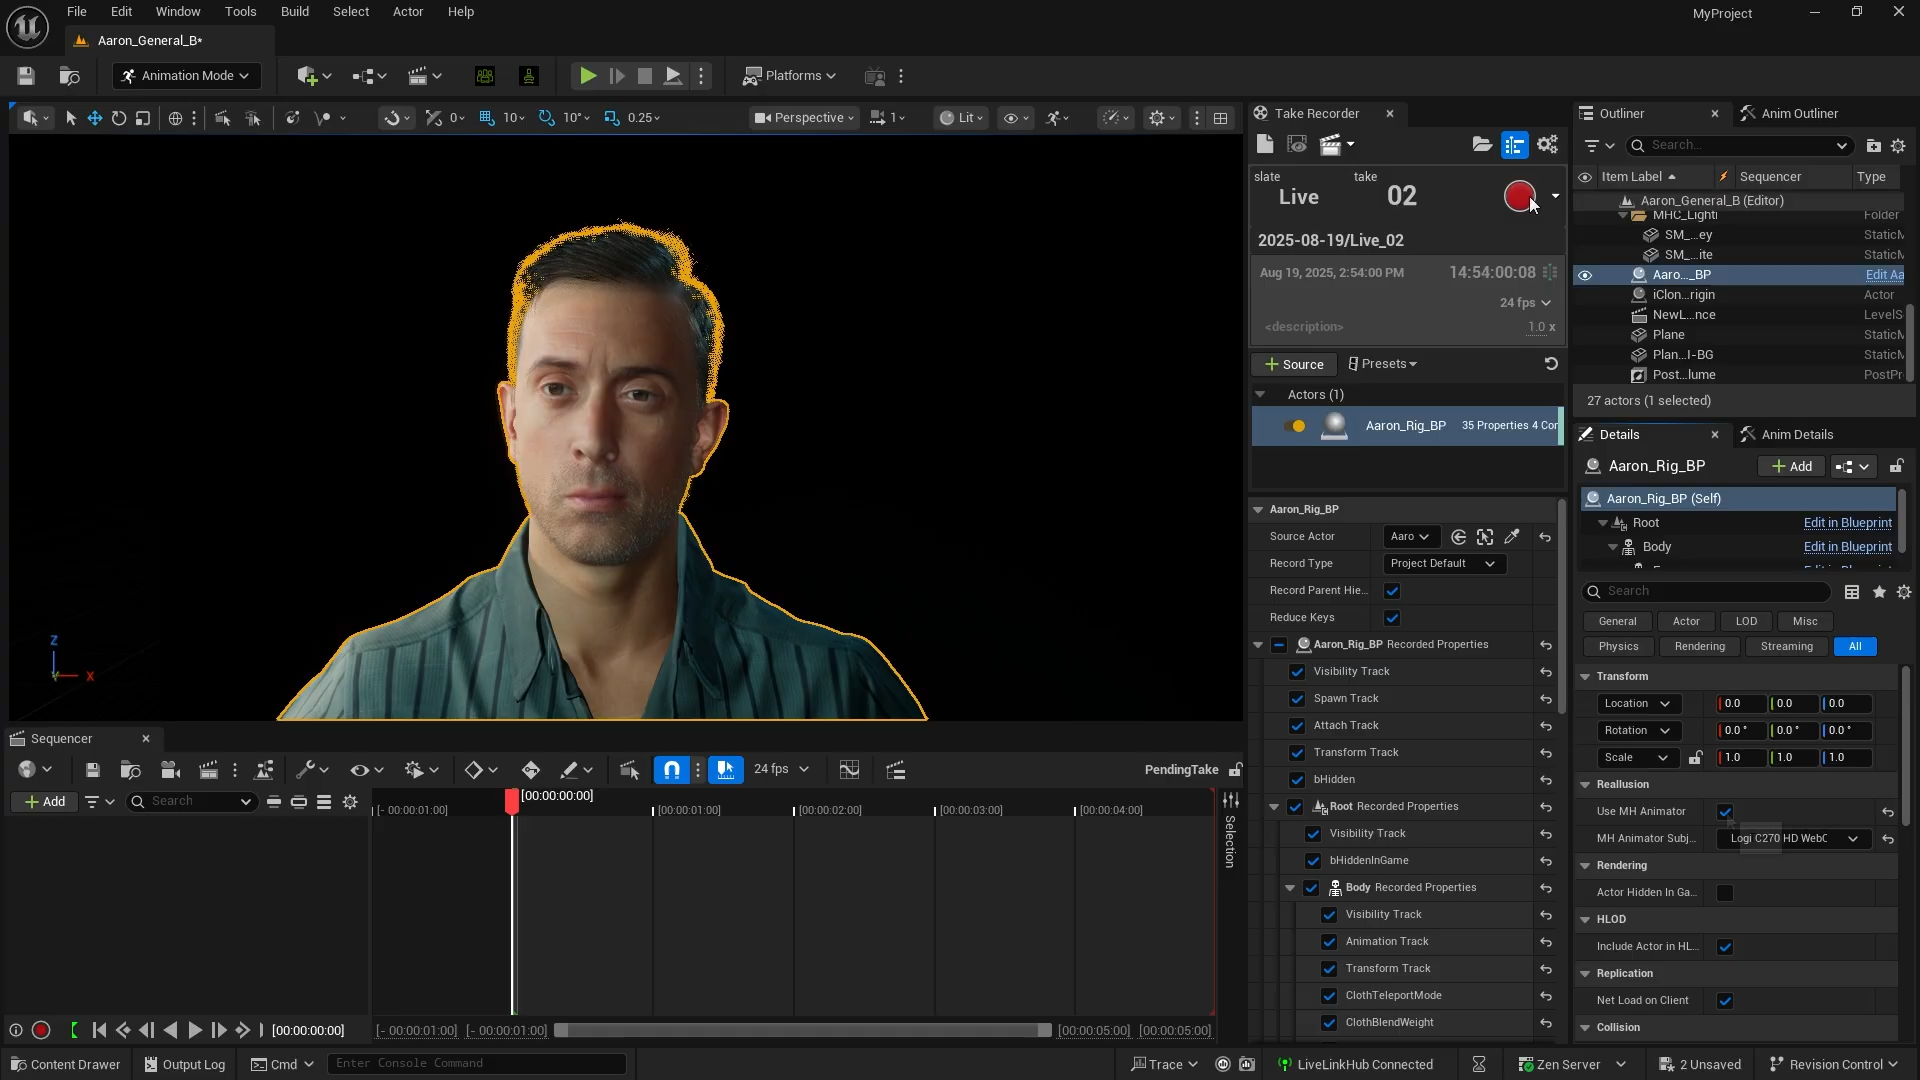 File Edit Window Tools Build Select Actor Help
MyProject
Aaron_General_B*
Animation Mode
Platforms
0 10 10° 0.25
Perspective 1 Lit
Z
X
Take Recorder
slate take
Live 02
2025-08-19/Live_02
Aug 19, 2025, 2:54:00 PM 14:54:00:08
24 fps
<description> 1.0 x
Source Presets
Actors (1)
Aaron_Rig_BP 35 Properties 4 Cor
Aaron_Rig_BP
Source Actor Aaro
Record Type Project Default
Record Parent Hie...
Reduce Keys
Aaron_Rig_BP Recorded Properties
Visibility Track
Spawn Track
Attach Track
Transform Track
bHidden
Root Recorded Properties
Visibility Track
bHiddenInGame
Body Recorded Properties
Visibility Track
Animation Track
Transform Track
ClothTeleportMode
ClothBlendWeight
Outliner Anim Outliner
Search...
Item Label Sequencer Type
Aaron_General_B (Editor)
MHC_Lighti Folder
SM_...ey StaticM
SM_...ite StaticM
Aaro..._BP Edit Aa
iClon...rigin Actor
NewL...nce LevelS
Plane StaticM
Plan...I-BG StaticM
Post...lume PostPr
27 actors (1 selected)
Details Anim Details
Aaron_Rig_BP Add
Aaron_Rig_BP (Self)
Root Edit in Blueprint
Body Edit in Blueprint
Search
General Actor LOD Misc
Physics Rendering Streaming All
Transform
Location 0.0 0.0 0.0
Rotation 0.0 ° 0.0 ° 0.0 °
Scale 1.0 1.0 1.0
Reallusion
Use MH Animator
MH Animator Subj... Logi C270 HD WebC
Rendering
Actor Hidden In Ga...
HLOD
Include Actor in HL...
Replication
Net Load on Client
Collision
Sequencer
24 fps
PendingTake
Add Search
[00:00:00:00]
[- 00:00:01:00] [00:00:01:00] [00:00:02:00] [00:00:03:00] [00:00:04:00]
Selection
[00:00:00:00] [- 00:00:01:00] [- 00:00:01:00] [00:00:05:00] [00:00:05:00]
Content Drawer Output Log Cmd Enter Console Command
Trace LiveLinkHub Connected Zen Server 2 Unsaved Revision Control